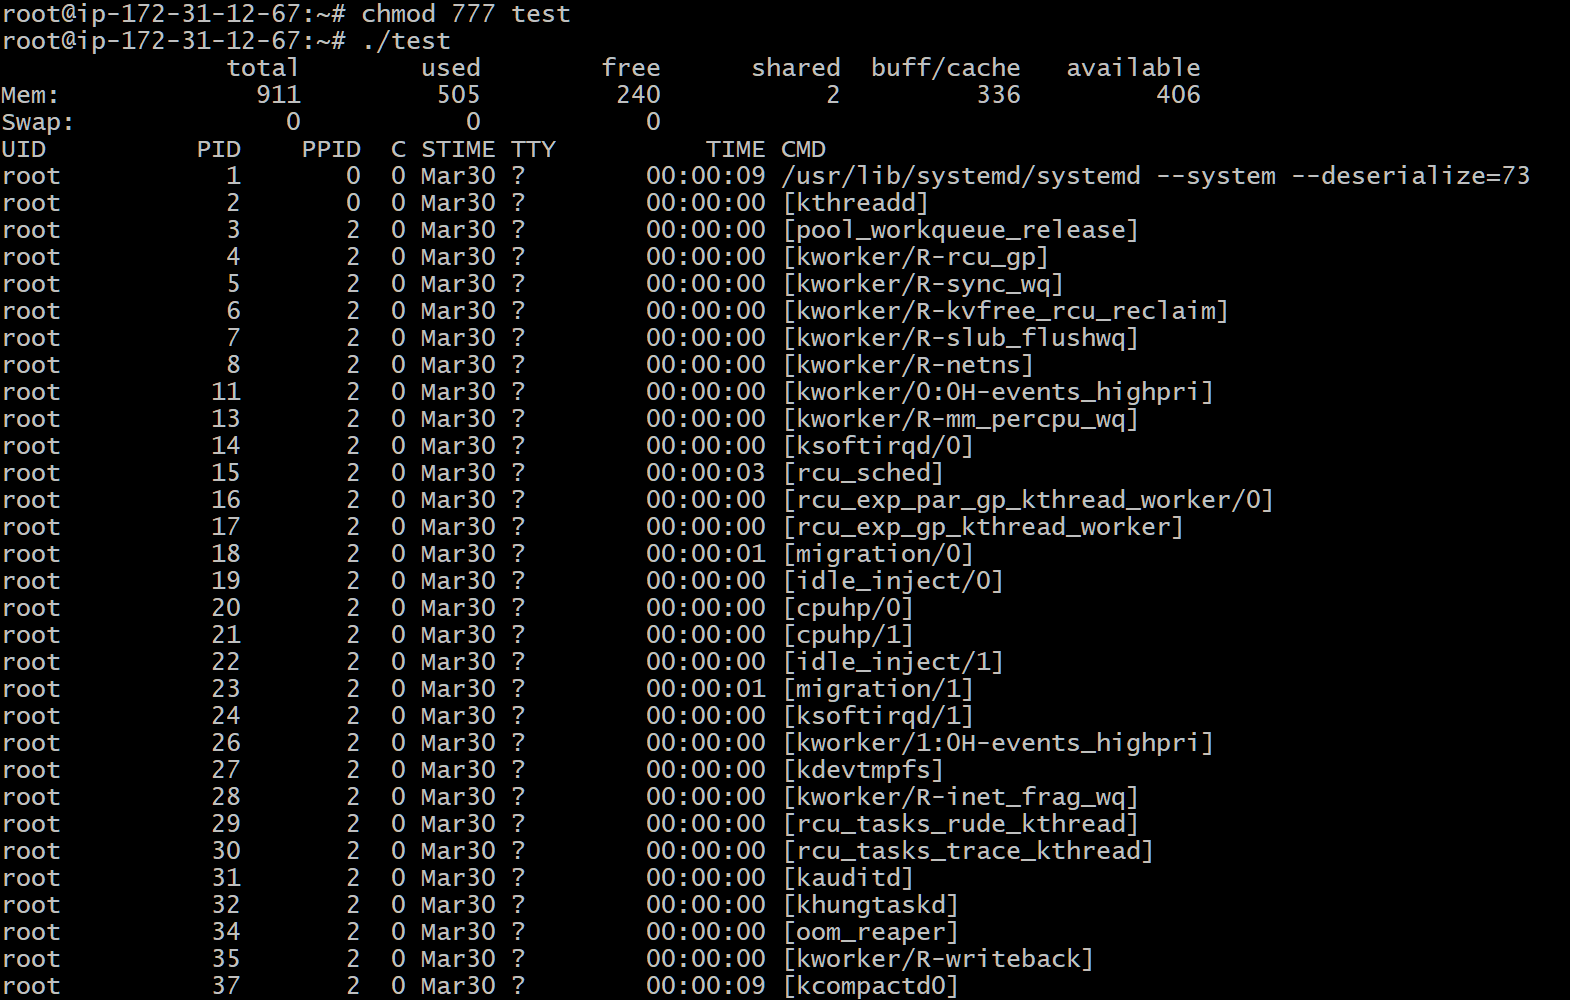 root@ip-172-31-12-67:~# chmod 777 test
root@ip-172-31-12-67:~# ./test
               total        used        free      shared  buff/cache   available
Mem:             911         505         240           2         336         406
Swap:              0           0           0
UID          PID    PPID  C STIME TTY          TIME CMD
root           1       0  0 Mar30 ?        00:00:09 /usr/lib/systemd/systemd --system --deserialize=73
root           2       0  0 Mar30 ?        00:00:00 [kthreadd]
root           3       2  0 Mar30 ?        00:00:00 [pool_workqueue_release]
root           4       2  0 Mar30 ?        00:00:00 [kworker/R-rcu_gp]
root           5       2  0 Mar30 ?        00:00:00 [kworker/R-sync_wq]
root           6       2  0 Mar30 ?        00:00:00 [kworker/R-kvfree_rcu_reclaim]
root           7       2  0 Mar30 ?        00:00:00 [kworker/R-slub_flushwq]
root           8       2  0 Mar30 ?        00:00:00 [kworker/R-netns]
root          11       2  0 Mar30 ?        00:00:00 [kworker/0:0H-events_highpri]
root          13       2  0 Mar30 ?        00:00:00 [kworker/R-mm_percpu_wq]
root          14       2  0 Mar30 ?        00:00:00 [ksoftirqd/0]
root          15       2  0 Mar30 ?        00:00:03 [rcu_sched]
root          16       2  0 Mar30 ?        00:00:00 [rcu_exp_par_gp_kthread_worker/0]
root          17       2  0 Mar30 ?        00:00:00 [rcu_exp_gp_kthread_worker]
root          18       2  0 Mar30 ?        00:00:01 [migration/0]
root          19       2  0 Mar30 ?        00:00:00 [idle_inject/0]
root          20       2  0 Mar30 ?        00:00:00 [cpuhp/0]
root          21       2  0 Mar30 ?        00:00:00 [cpuhp/1]
root          22       2  0 Mar30 ?        00:00:00 [idle_inject/1]
root          23       2  0 Mar30 ?        00:00:01 [migration/1]
root          24       2  0 Mar30 ?        00:00:00 [ksoftirqd/1]
root          26       2  0 Mar30 ?        00:00:00 [kworker/1:0H-events_highpri]
root          27       2  0 Mar30 ?        00:00:00 [kdevtmpfs]
root          28       2  0 Mar30 ?        00:00:00 [kworker/R-inet_frag_wq]
root          29       2  0 Mar30 ?        00:00:00 [rcu_tasks_rude_kthread]
root          30       2  0 Mar30 ?        00:00:00 [rcu_tasks_trace_kthread]
root          31       2  0 Mar30 ?        00:00:00 [kauditd]
root          32       2  0 Mar30 ?        00:00:00 [khungtaskd]
root          34       2  0 Mar30 ?        00:00:00 [oom_reaper]
root          35       2  0 Mar30 ?        00:00:00 [kworker/R-writeback]
root          37       2  0 Mar30 ?        00:00:09 [kcompactd0]